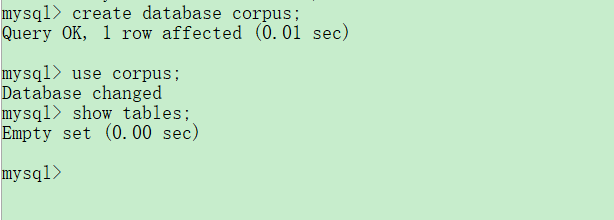 mysql> create database corpus;
Query OK, 1 row affected (0.01 sec)
mysql> use corpus;
Database changed
mysql> show tables;
Empty set (0.00 sec)
mysql>